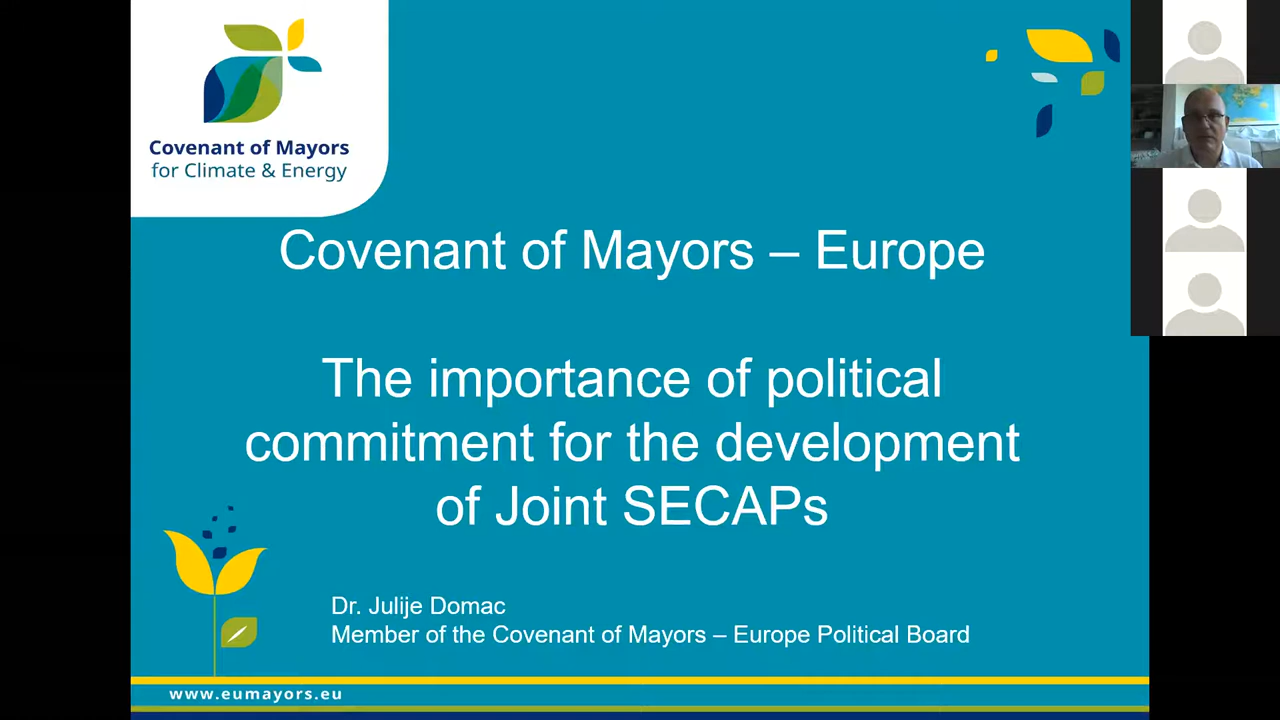 Covenant of Mayors
for Climate & Energy
Covenant of Mayors – Europe
The importance of political
commitment for the development
of Joint SECAPs
Dr. Julije Domac
Member of the Covenant of Mayors – Europe Political Board
www.eumayors.eu